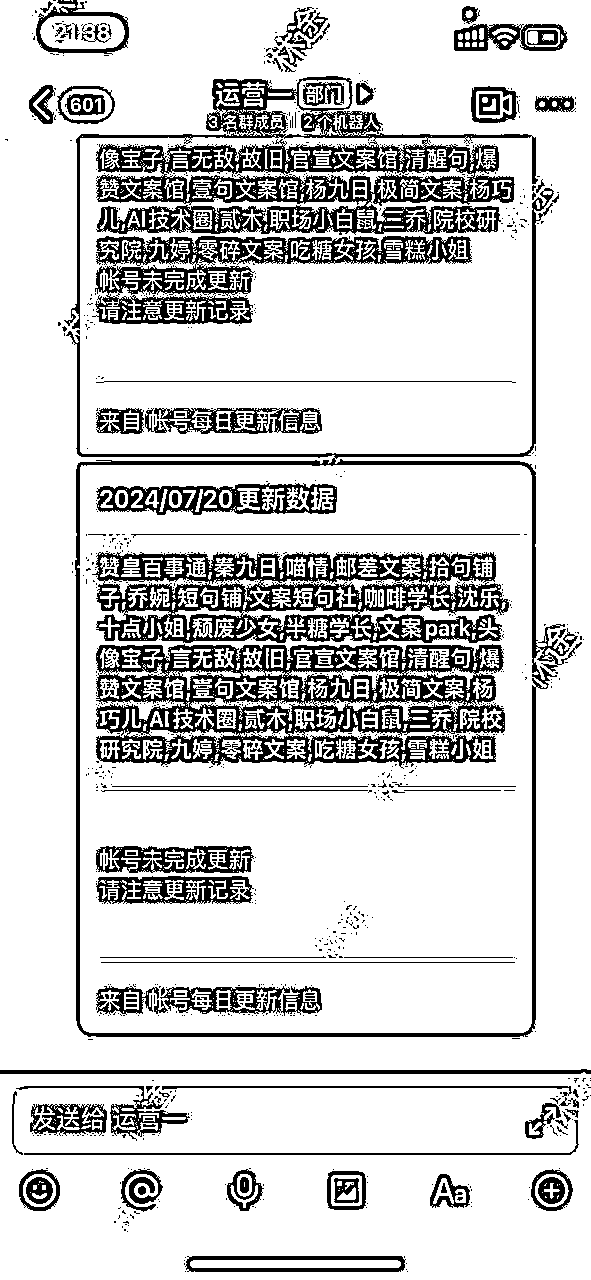 21:38
林途
601
运营一 部门
3 名群成员 | 2 个机器人
像宝子,言无敌,故旧,官宣文案馆,清醒句,爆
赞文案馆,壹句文案馆,杨九日,极简文案,杨巧
儿,AI技术圈,贰木,职场小白鼠,三乔,院校研
究院,九婷,零碎文案,吃糖女孩,雪糕小姐
帐号未完成更新
请注意更新记录
来自 帐号每日更新信息
2024/07/20更新数据
赞皇百事通,秦九日,喵情,邮差文案,拾句铺
子,乔婉,短句铺,文案短句社,咖啡学长,沈乐,
十点小姐,颓废少女,半糖学长,文案park,头
像宝子,言无敌,故旧,官宣文案馆,清醒句,爆
赞文案馆,壹句文案馆,杨九日,极简文案,杨
巧儿,AI技术圈,贰木,职场小白鼠,三乔,院校
研究院,九婷,零碎文案,吃糖女孩,雪糕小姐
林途
帐号未完成更新
请注意更新记录
来自 帐号每日更新信息
发送给 运营一
Aa